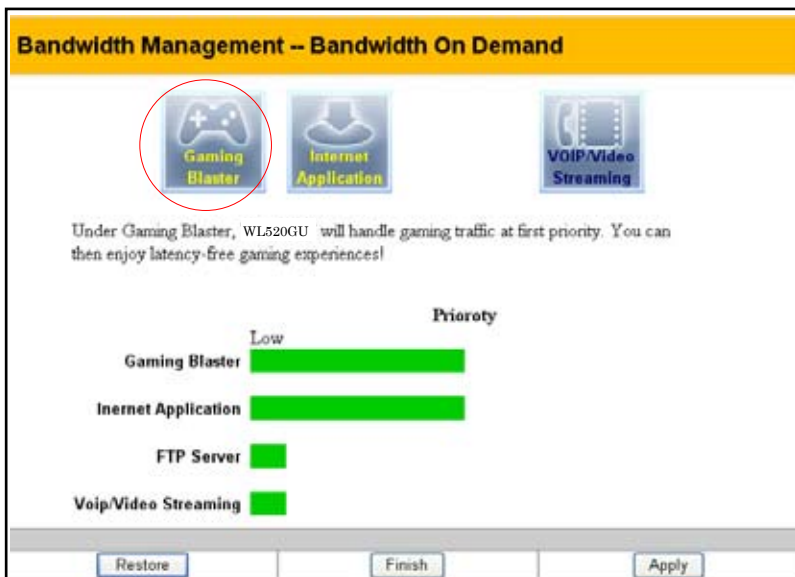 Bandwidth Management -- Bandwidth On Demand
Gaming
Blaster
Internet
Application
VOIP/Video
Streaming
Under Gaming Blaster, WL520GU will handle gaming traffic at first priority. You can
then enjoy latency-free gaming experiences!
Prioroty
Low
Gaming Blaster
Inernet Application
FTP Server
Voip/Video Streaming
Restore
Finish
Apply